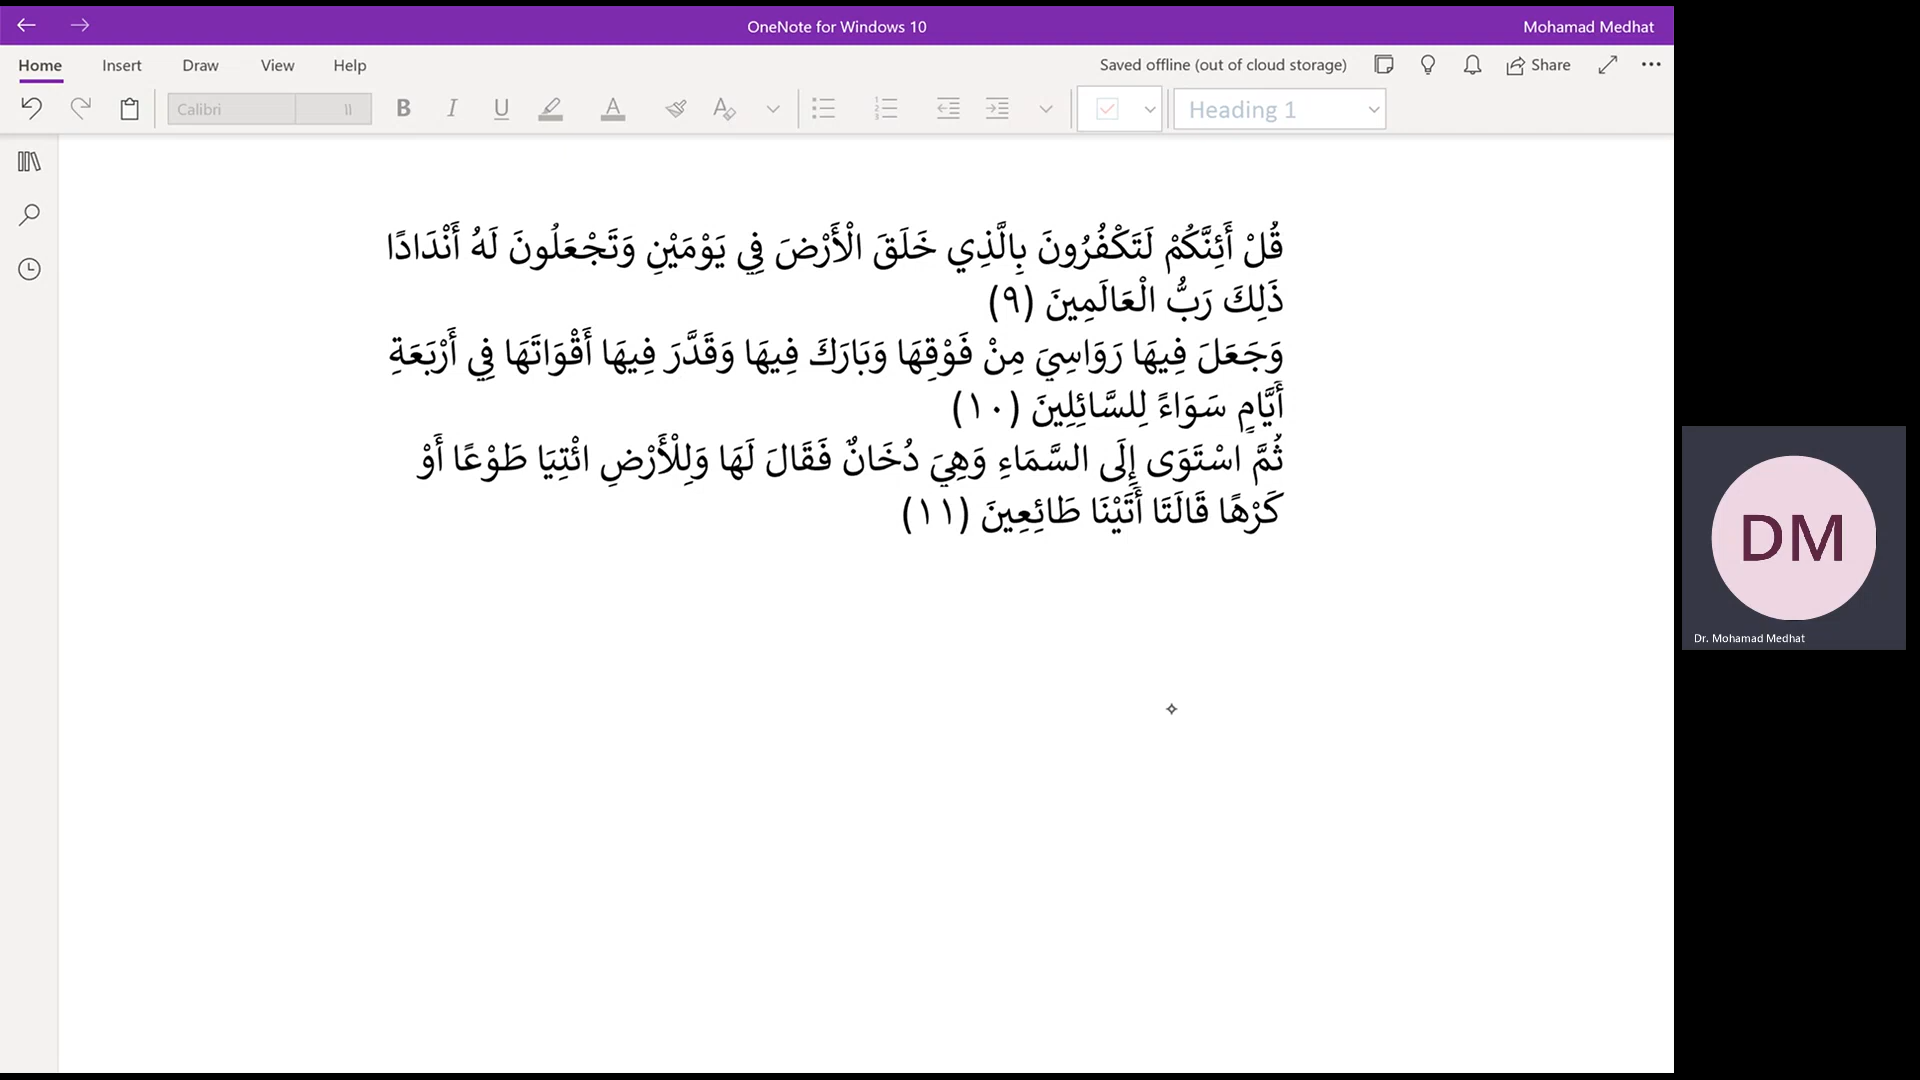 OneNote for Windows 10
Mohamad Medhat
Home Insert Draw View Help
Saved offline (out of cloud storage)
Share
Calibri 11
B I U A A
Heading 1
قُلْ أَئِنَّكُمْ لَتَكْفُرُونَ بِالَّذِي خَلَقَ الْأَرْضَ فِي يَوْمَيْنِ وَتَجْعَلُونَ لَهُ أَنْدَادًا
ذَلِكَ رَبُّ الْعَالَمِينَ (٩)
وَجَعَلَ فِيهَا رَوَاسِيَ مِنْ فَوْقِهَا وَبَارَكَ فِيهَا وَقَدَّرَ فِيهَا أَقْوَاتَهَا فِي أَرْبَعَةِ
أَيَّامٍ سَوَاءً لِلسَّائِلِينَ (١٠)
ثُمَّ اسْتَوَى إِلَى السَّمَاءِ وَهِيَ دُخَانٌ فَقَالَ لَهَا وَلِلْأَرْضِ ائْتِيَا طَوْعًا أَوْ
كَرْهًا قَالَتَا أَتَيْنَا طَائِعِينَ (١١)
DM
Dr. Mohamad Medhat